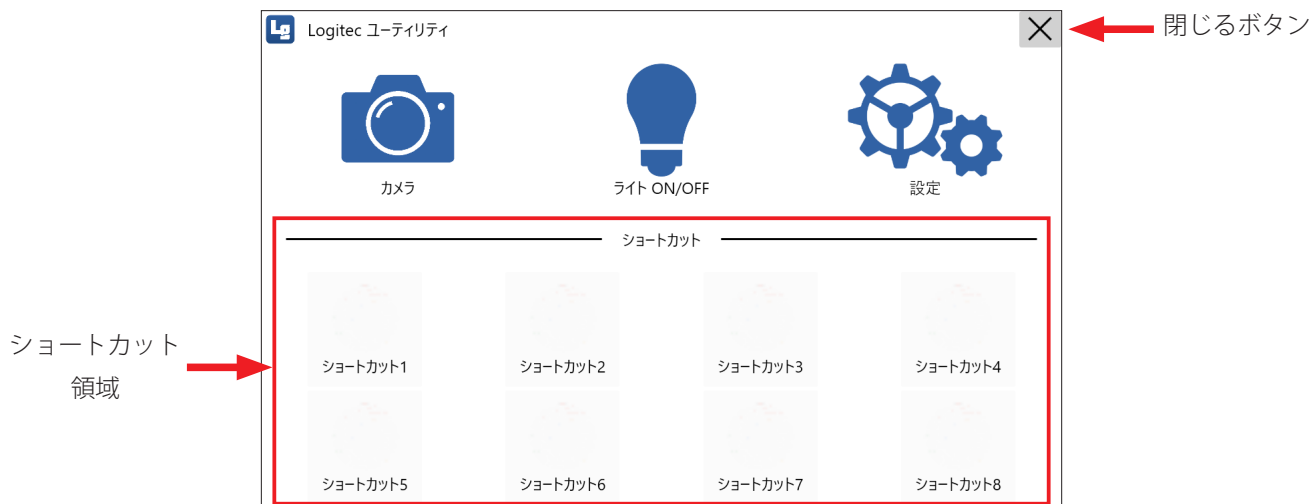 Lg Logitec ユーティリティ
閉じるボタン
カメラ
ライト ON/OFF
設定
ショートカット
ショートカット
領域
ショートカット1
ショートカット2
ショートカット3
ショートカット4
ショートカット5
ショートカット6
ショートカット7
ショートカット8